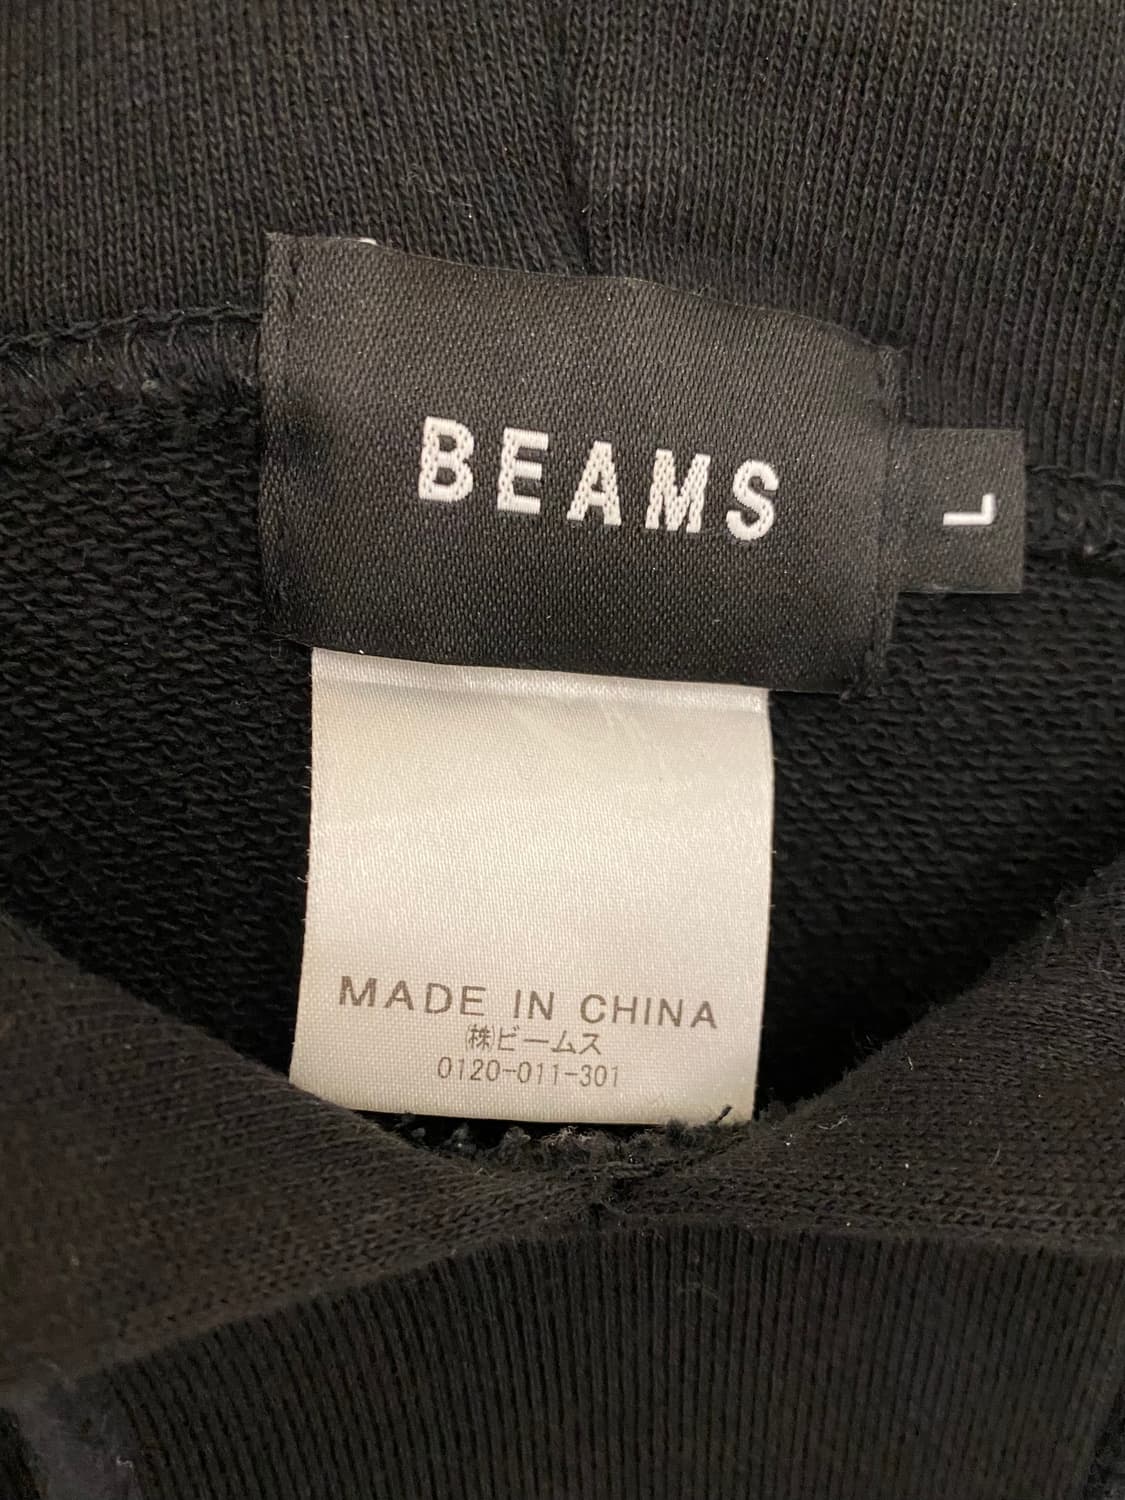 BEAMS
L
MADE IN CHINA
㈱ビームス
0120-011-301